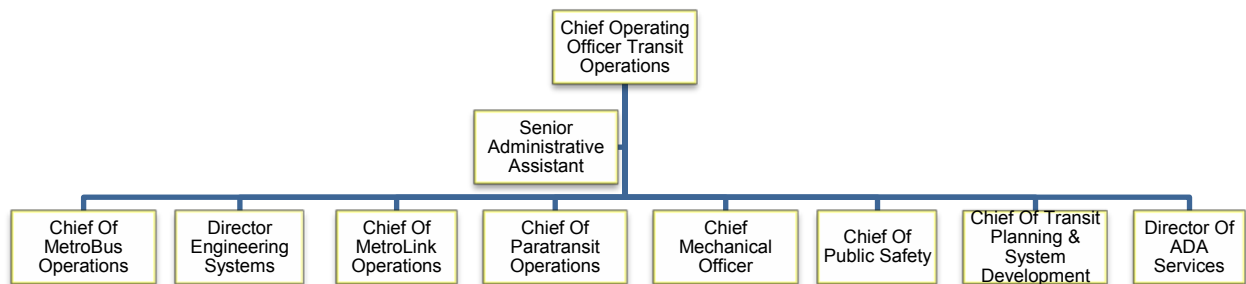 Chief Operating
Officer Transit
Operations
Senior
Administrative
Assistant
Chief Of
MetroBus
Operations
Director
Engineering
Systems
Chief Of
MetroLink
Operations
Chief Of
Paratransit
Operations
Chief
Mechanical
Officer
Chief Of
Public Safety
Chief Of Transit
Planning &
System
Development
Director Of
ADA
Services